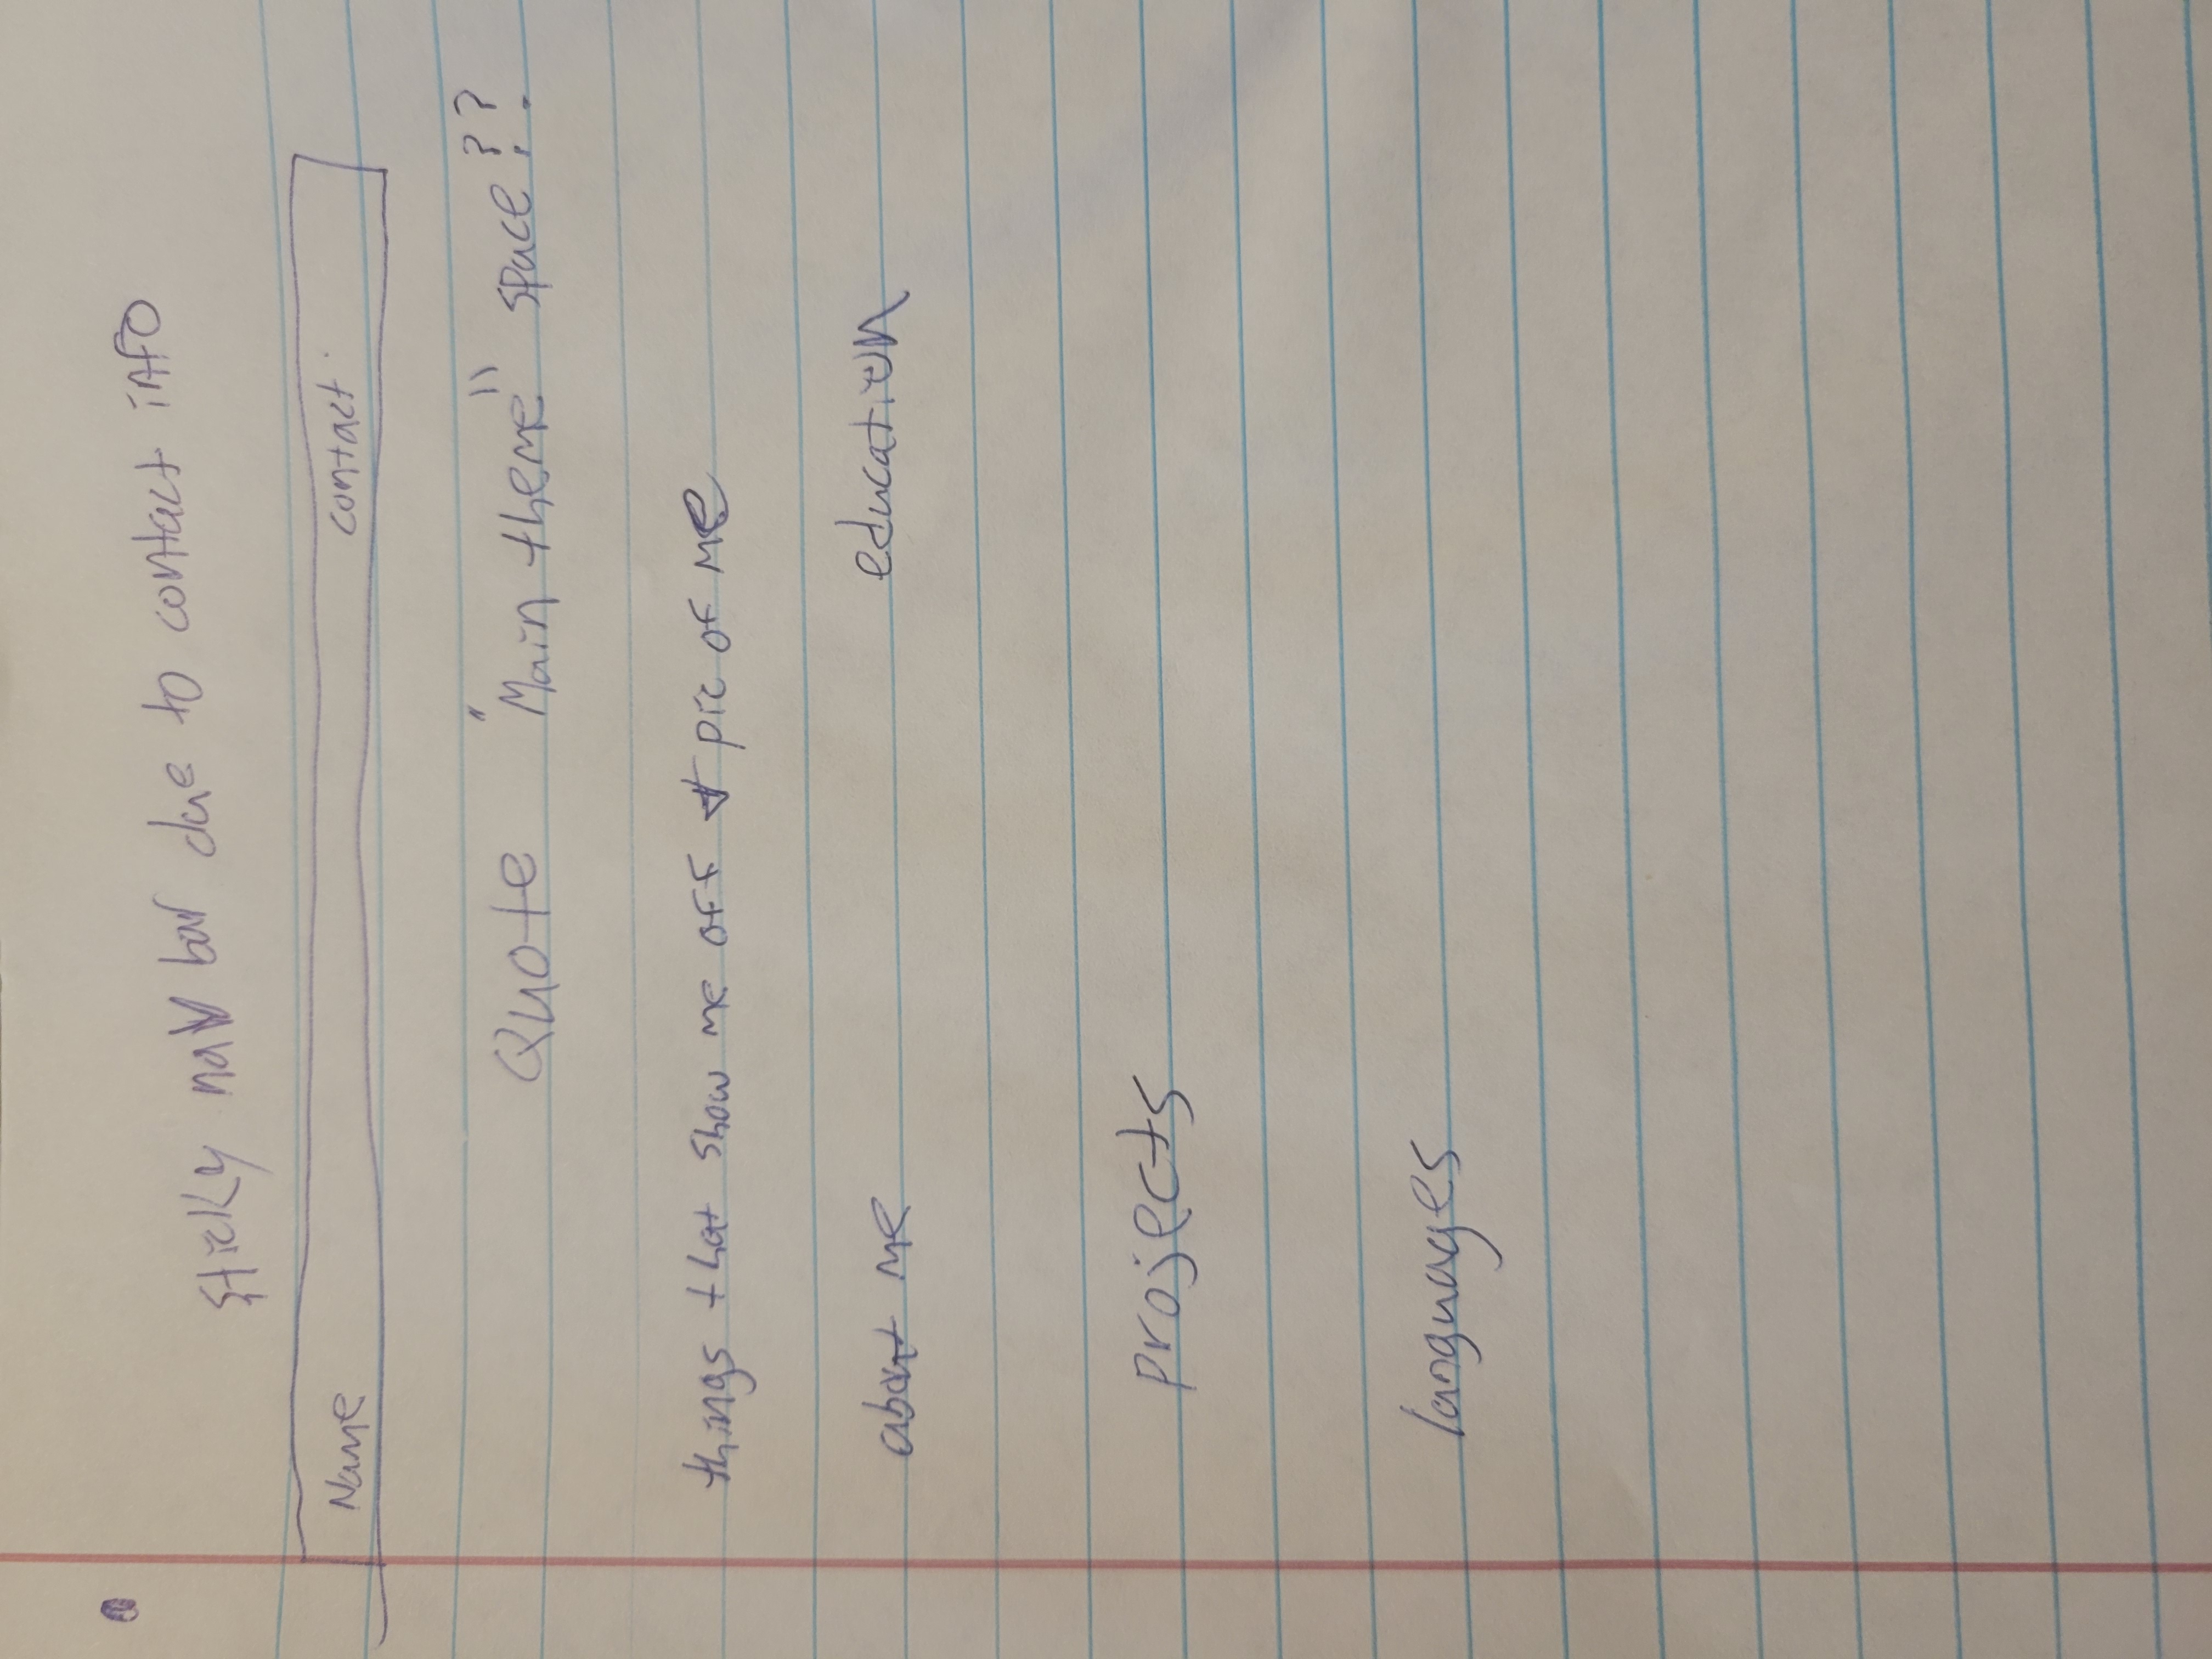 sticky nav bar due to contact info
Name contact
Quote "Main theme" space??
things that show me off & pic of me
about me education
projects
languages